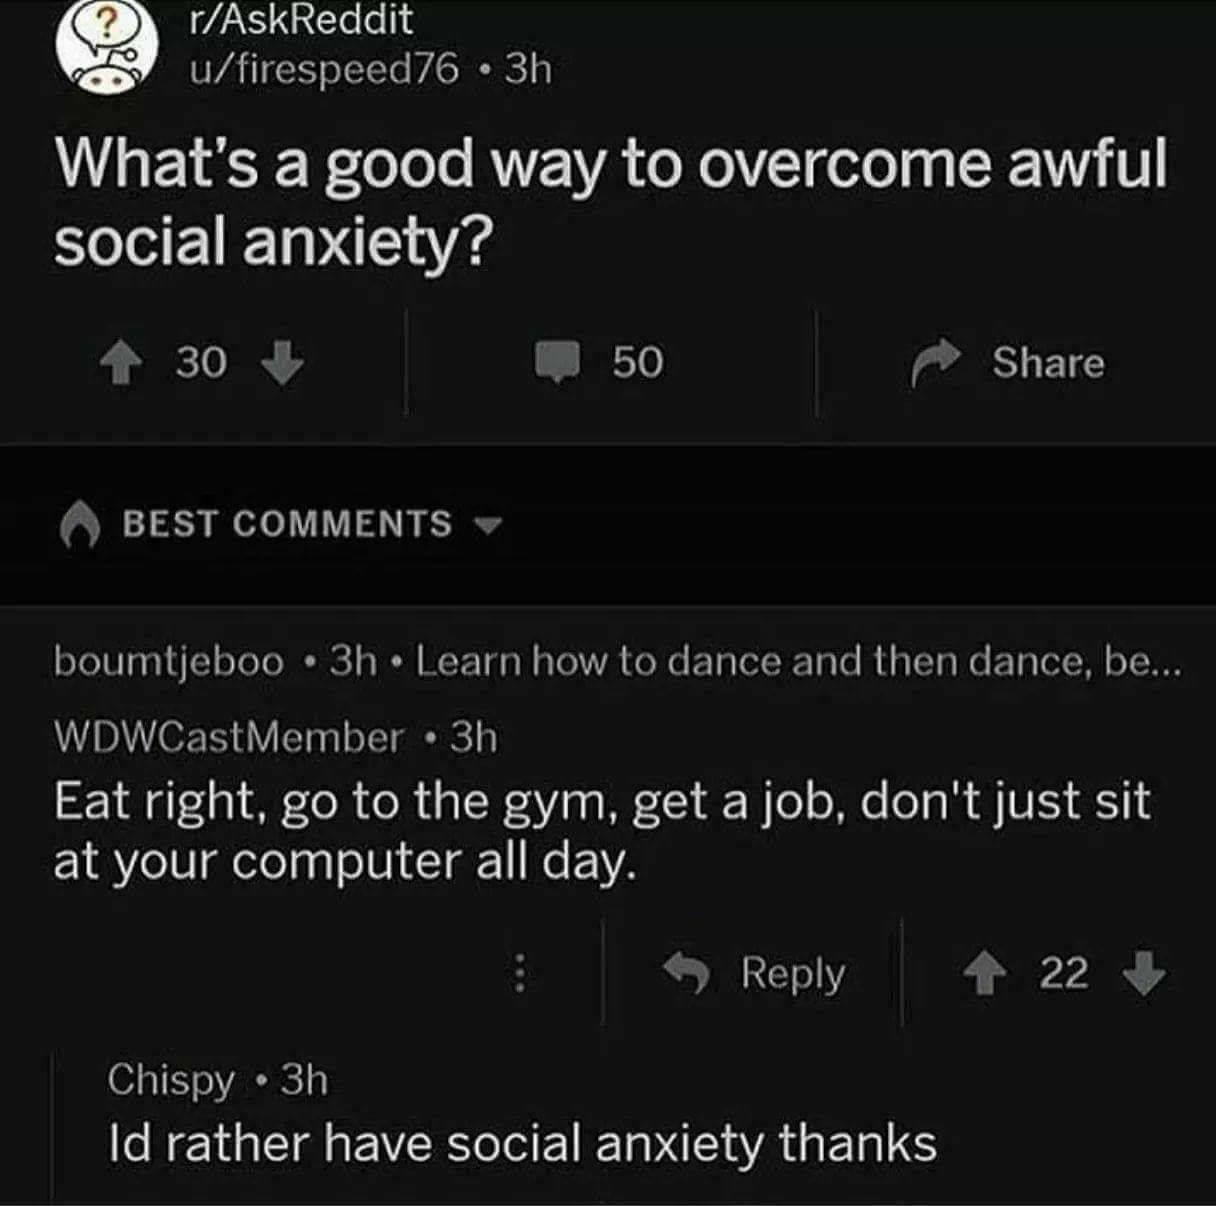 r/AskReddit
u/firespeed76 • 3h
What's a good way to overcome awful
social anxiety?
30
50
Share
BEST COMMENTS
boumtjeboo • 3h • Learn how to dance and then dance, be...
WDWCastMember • 3h
Eat right, go to the gym, get a job, don't just sit
at your computer all day.
Reply
22
Chispy • 3h
Id rather have social anxiety thanks